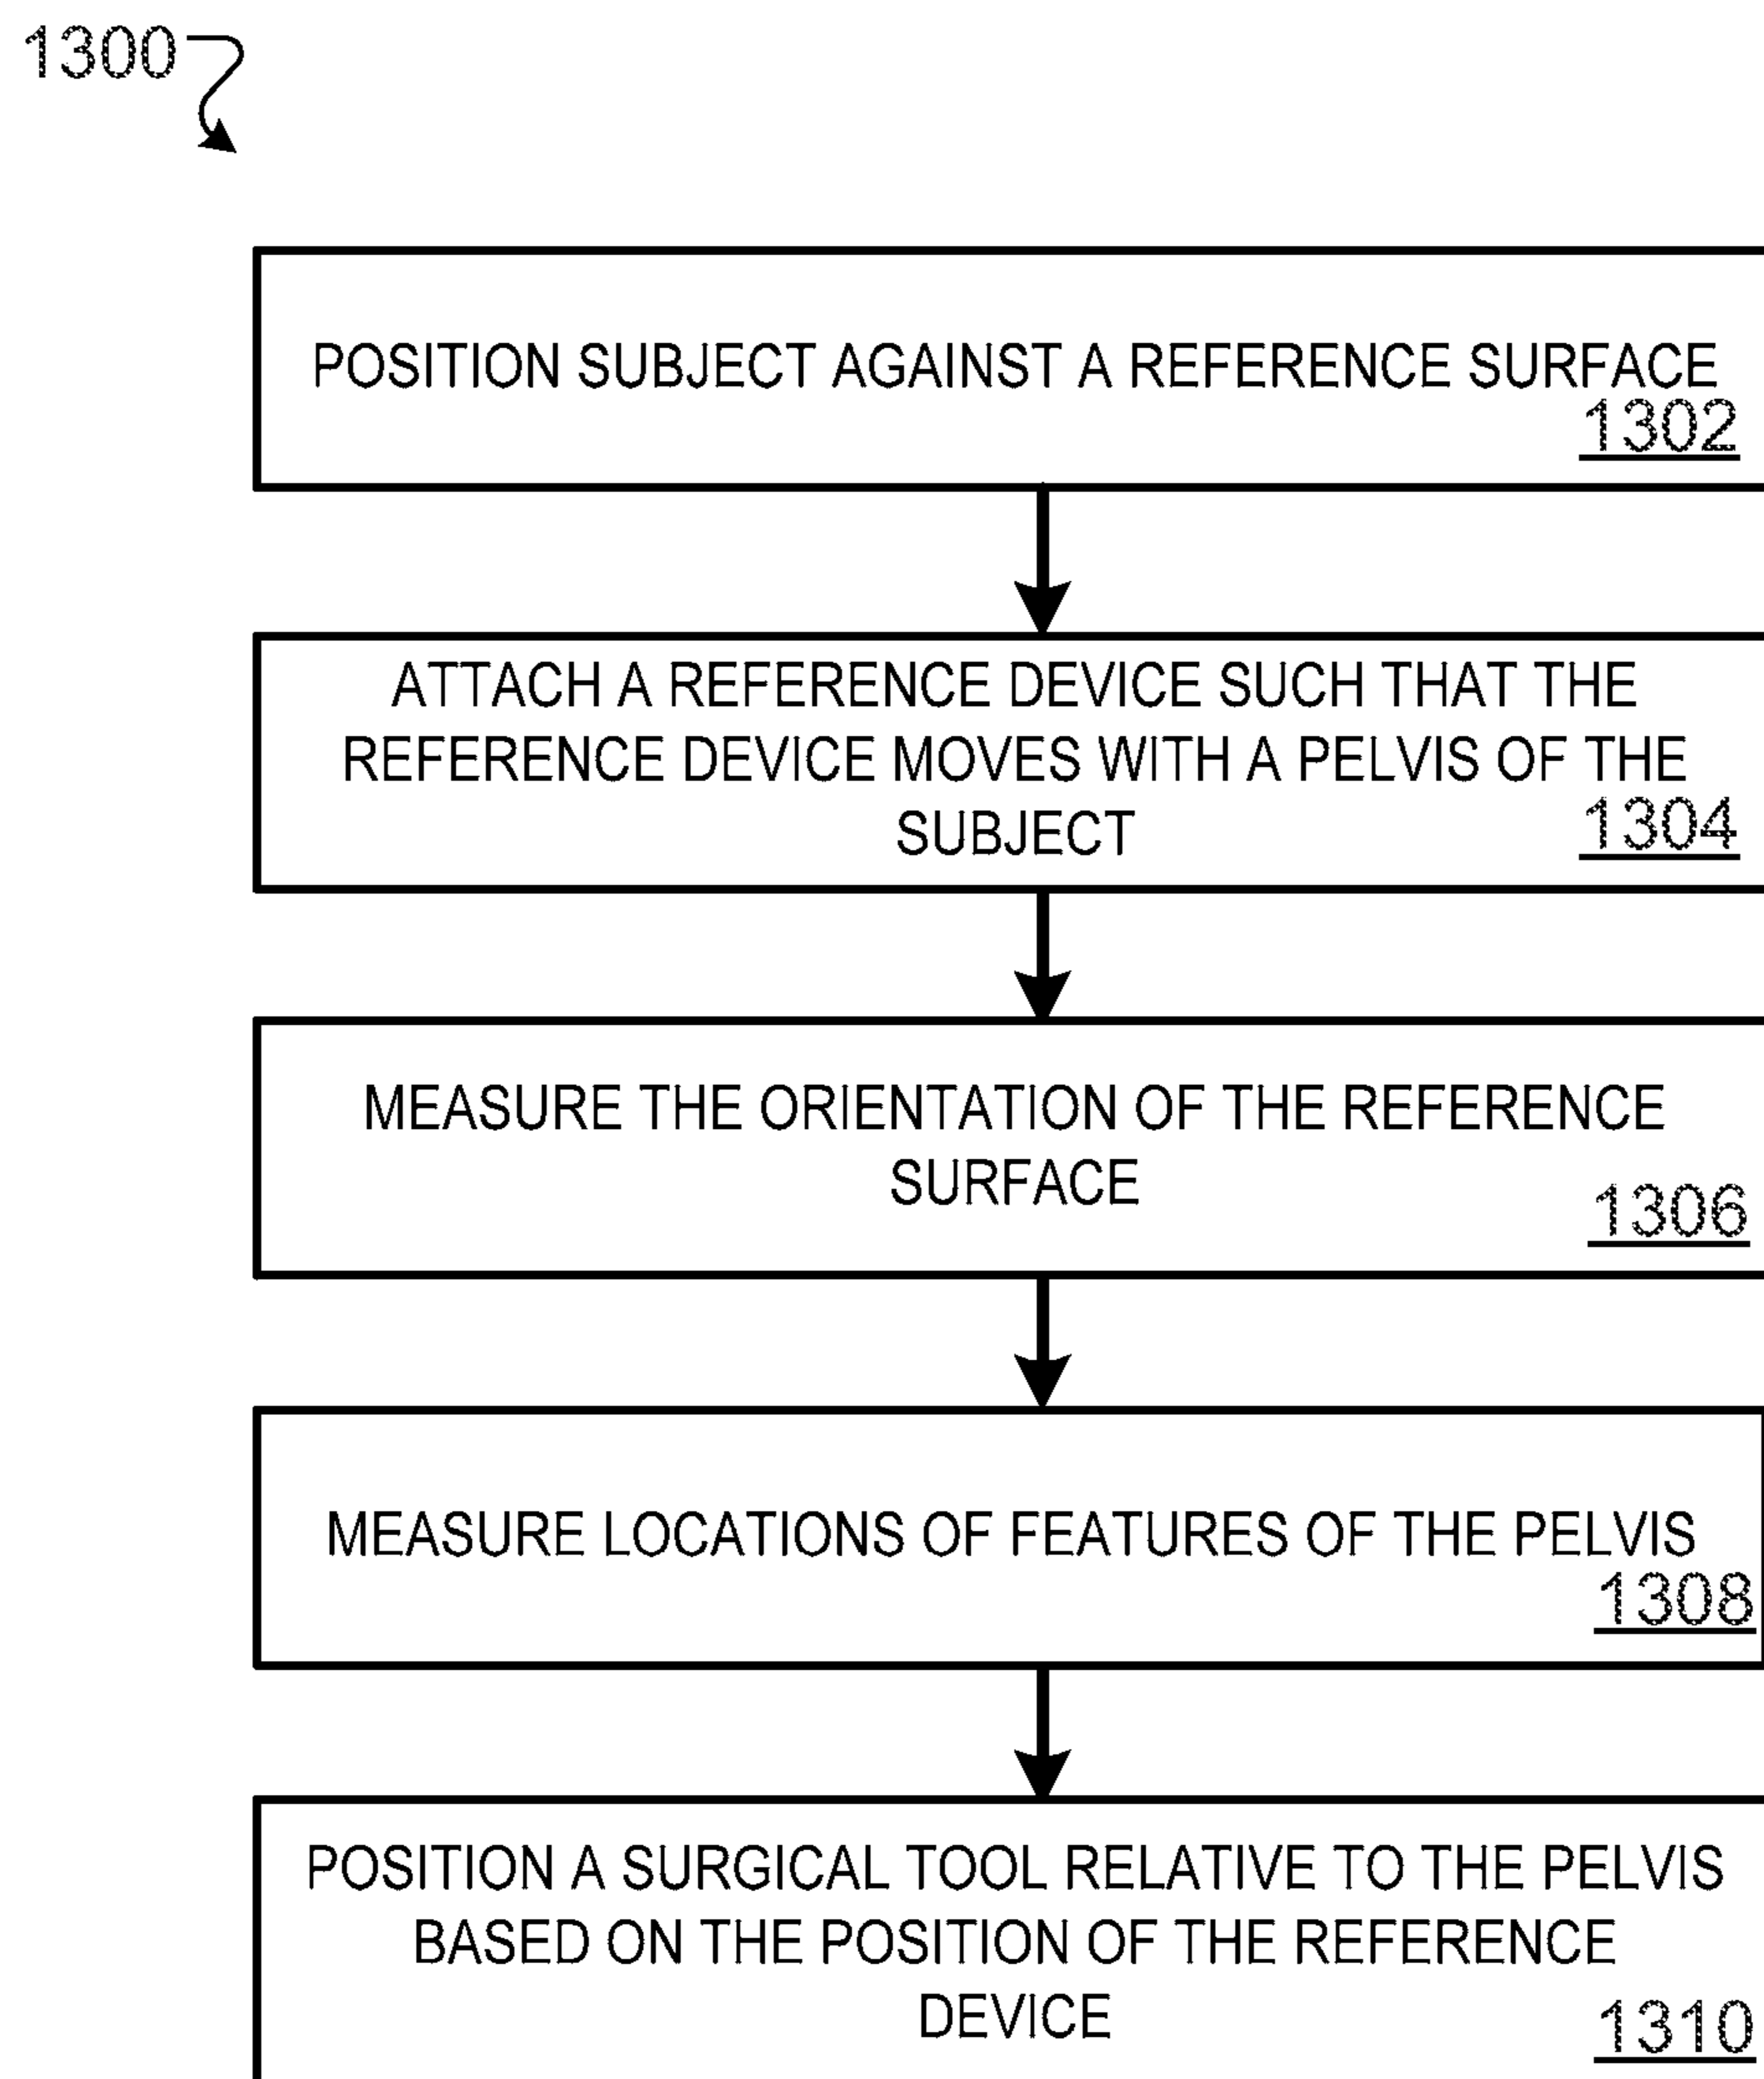 1300
POSITION SUBJECT AGAINST A REFERENCE SURFACE
1302
ATTACH A REFERENCE DEVICE SUCH THAT THE
REFERENCE DEVICE MOVES WITH A PELVIS OF THE
SUBJECT
1304
MEASURE THE ORIENTATION OF THE REFERENCE
SURFACE
1306
MEASURE LOCATIONS OF FEATURES OF THE PELVIS
1308
POSITION A SURGICAL TOOL RELATIVE TO THE PELVIS
BASED ON THE POSITION OF THE REFERENCE
DEVICE
1310